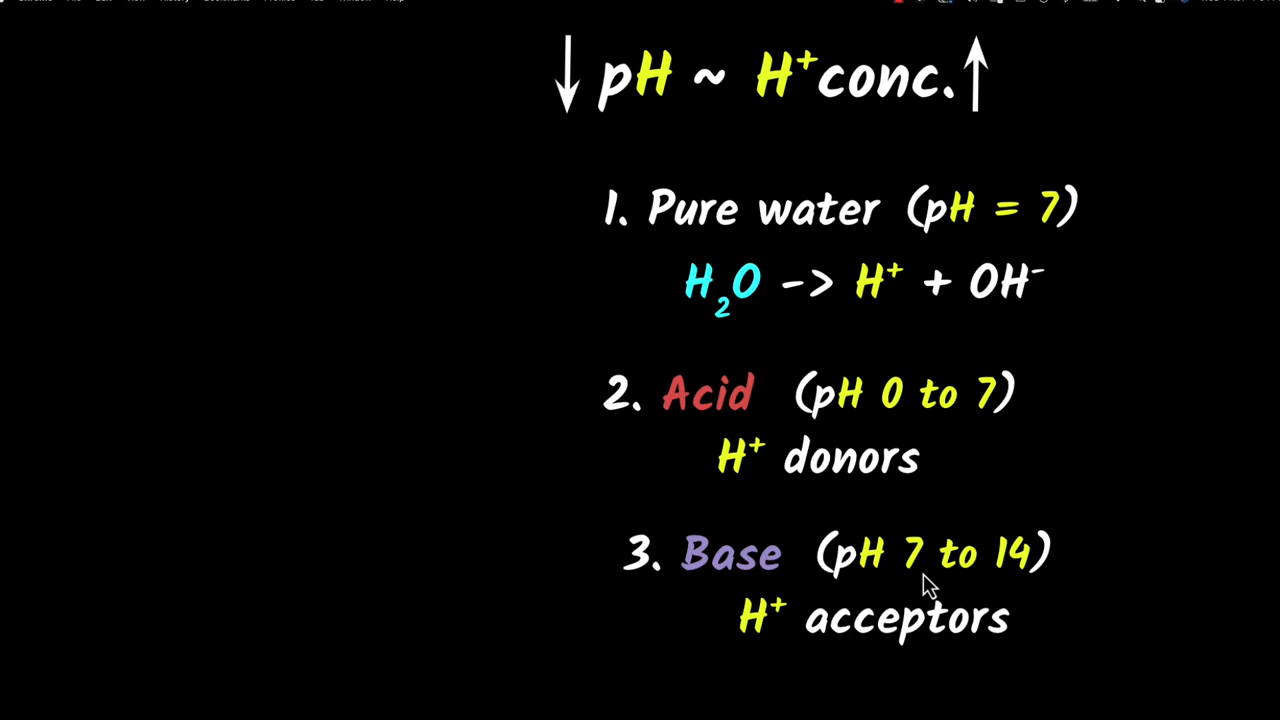 ↓ pH ~ H⁺ conc. ↑
1. Pure water (pH = 7)
H₂O -> H⁺ + OH⁻
2. Acid (pH 0 to 7)
H⁺ donors
3. Base (pH 7 to 14)
H⁺ acceptors